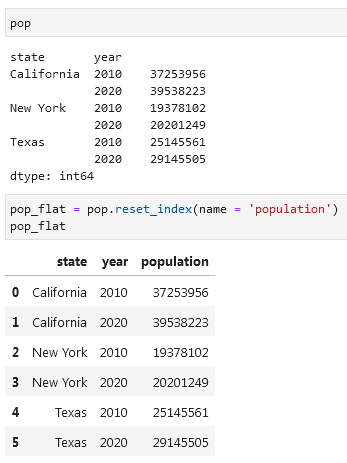 pop
state year
California 2010 37253956
2020 39538223
New York 2010 19378102
2020 20201249
Texas 2010 25145561
2020 29145505
dtype: int64
pop_flat = pop.reset_index(name = 'population')
pop_flat
state year population
0 California 2010 37253956
1 California 2020 39538223
2 New York 2010 19378102
3 New York 2020 20201249
4 Texas 2010 25145561
5 Texas 2020 29145505